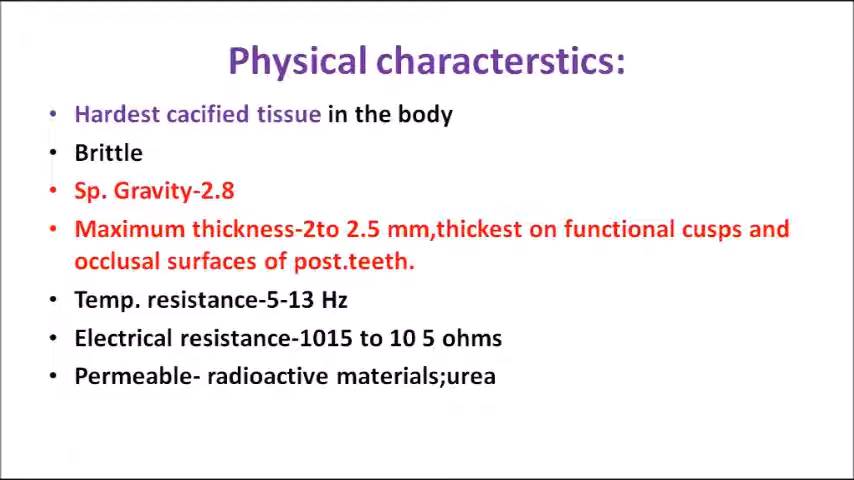 Physical characterstics:
• Hardest cacified tissue in the body
• Brittle
• Sp. Gravity-2.8
• Maximum thickness-2to 2.5 mm,thickest on functional cusps and
occlusal surfaces of post.teeth.
• Temp. resistance-5-13 Hz
• Electrical resistance-1015 to 10 5 ohms
• Permeable- radioactive materials;urea